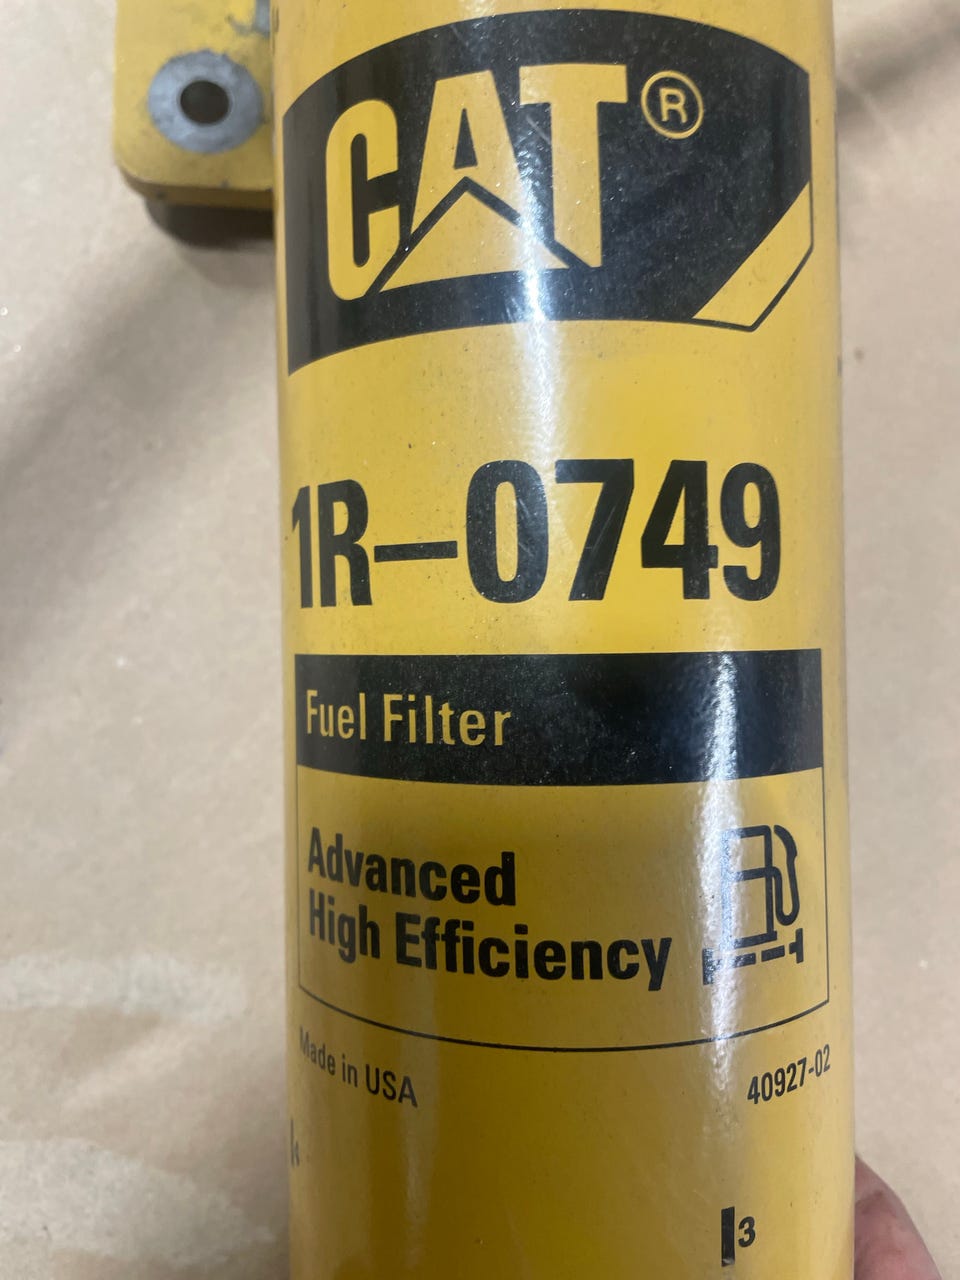 CAT®
1R-0749
Fuel Filter
Advanced
High Efficiency
Made in USA
40927-02
3